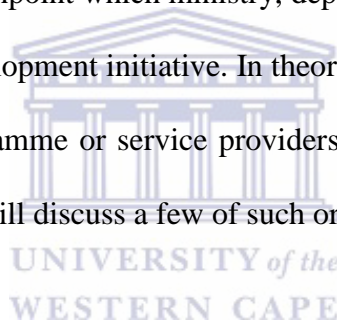 which ministry, dep
lopment initiative. In theor
amme or service providers
ill discuss a few of such or
UNIVERSITY of the
WESTERN CAPE